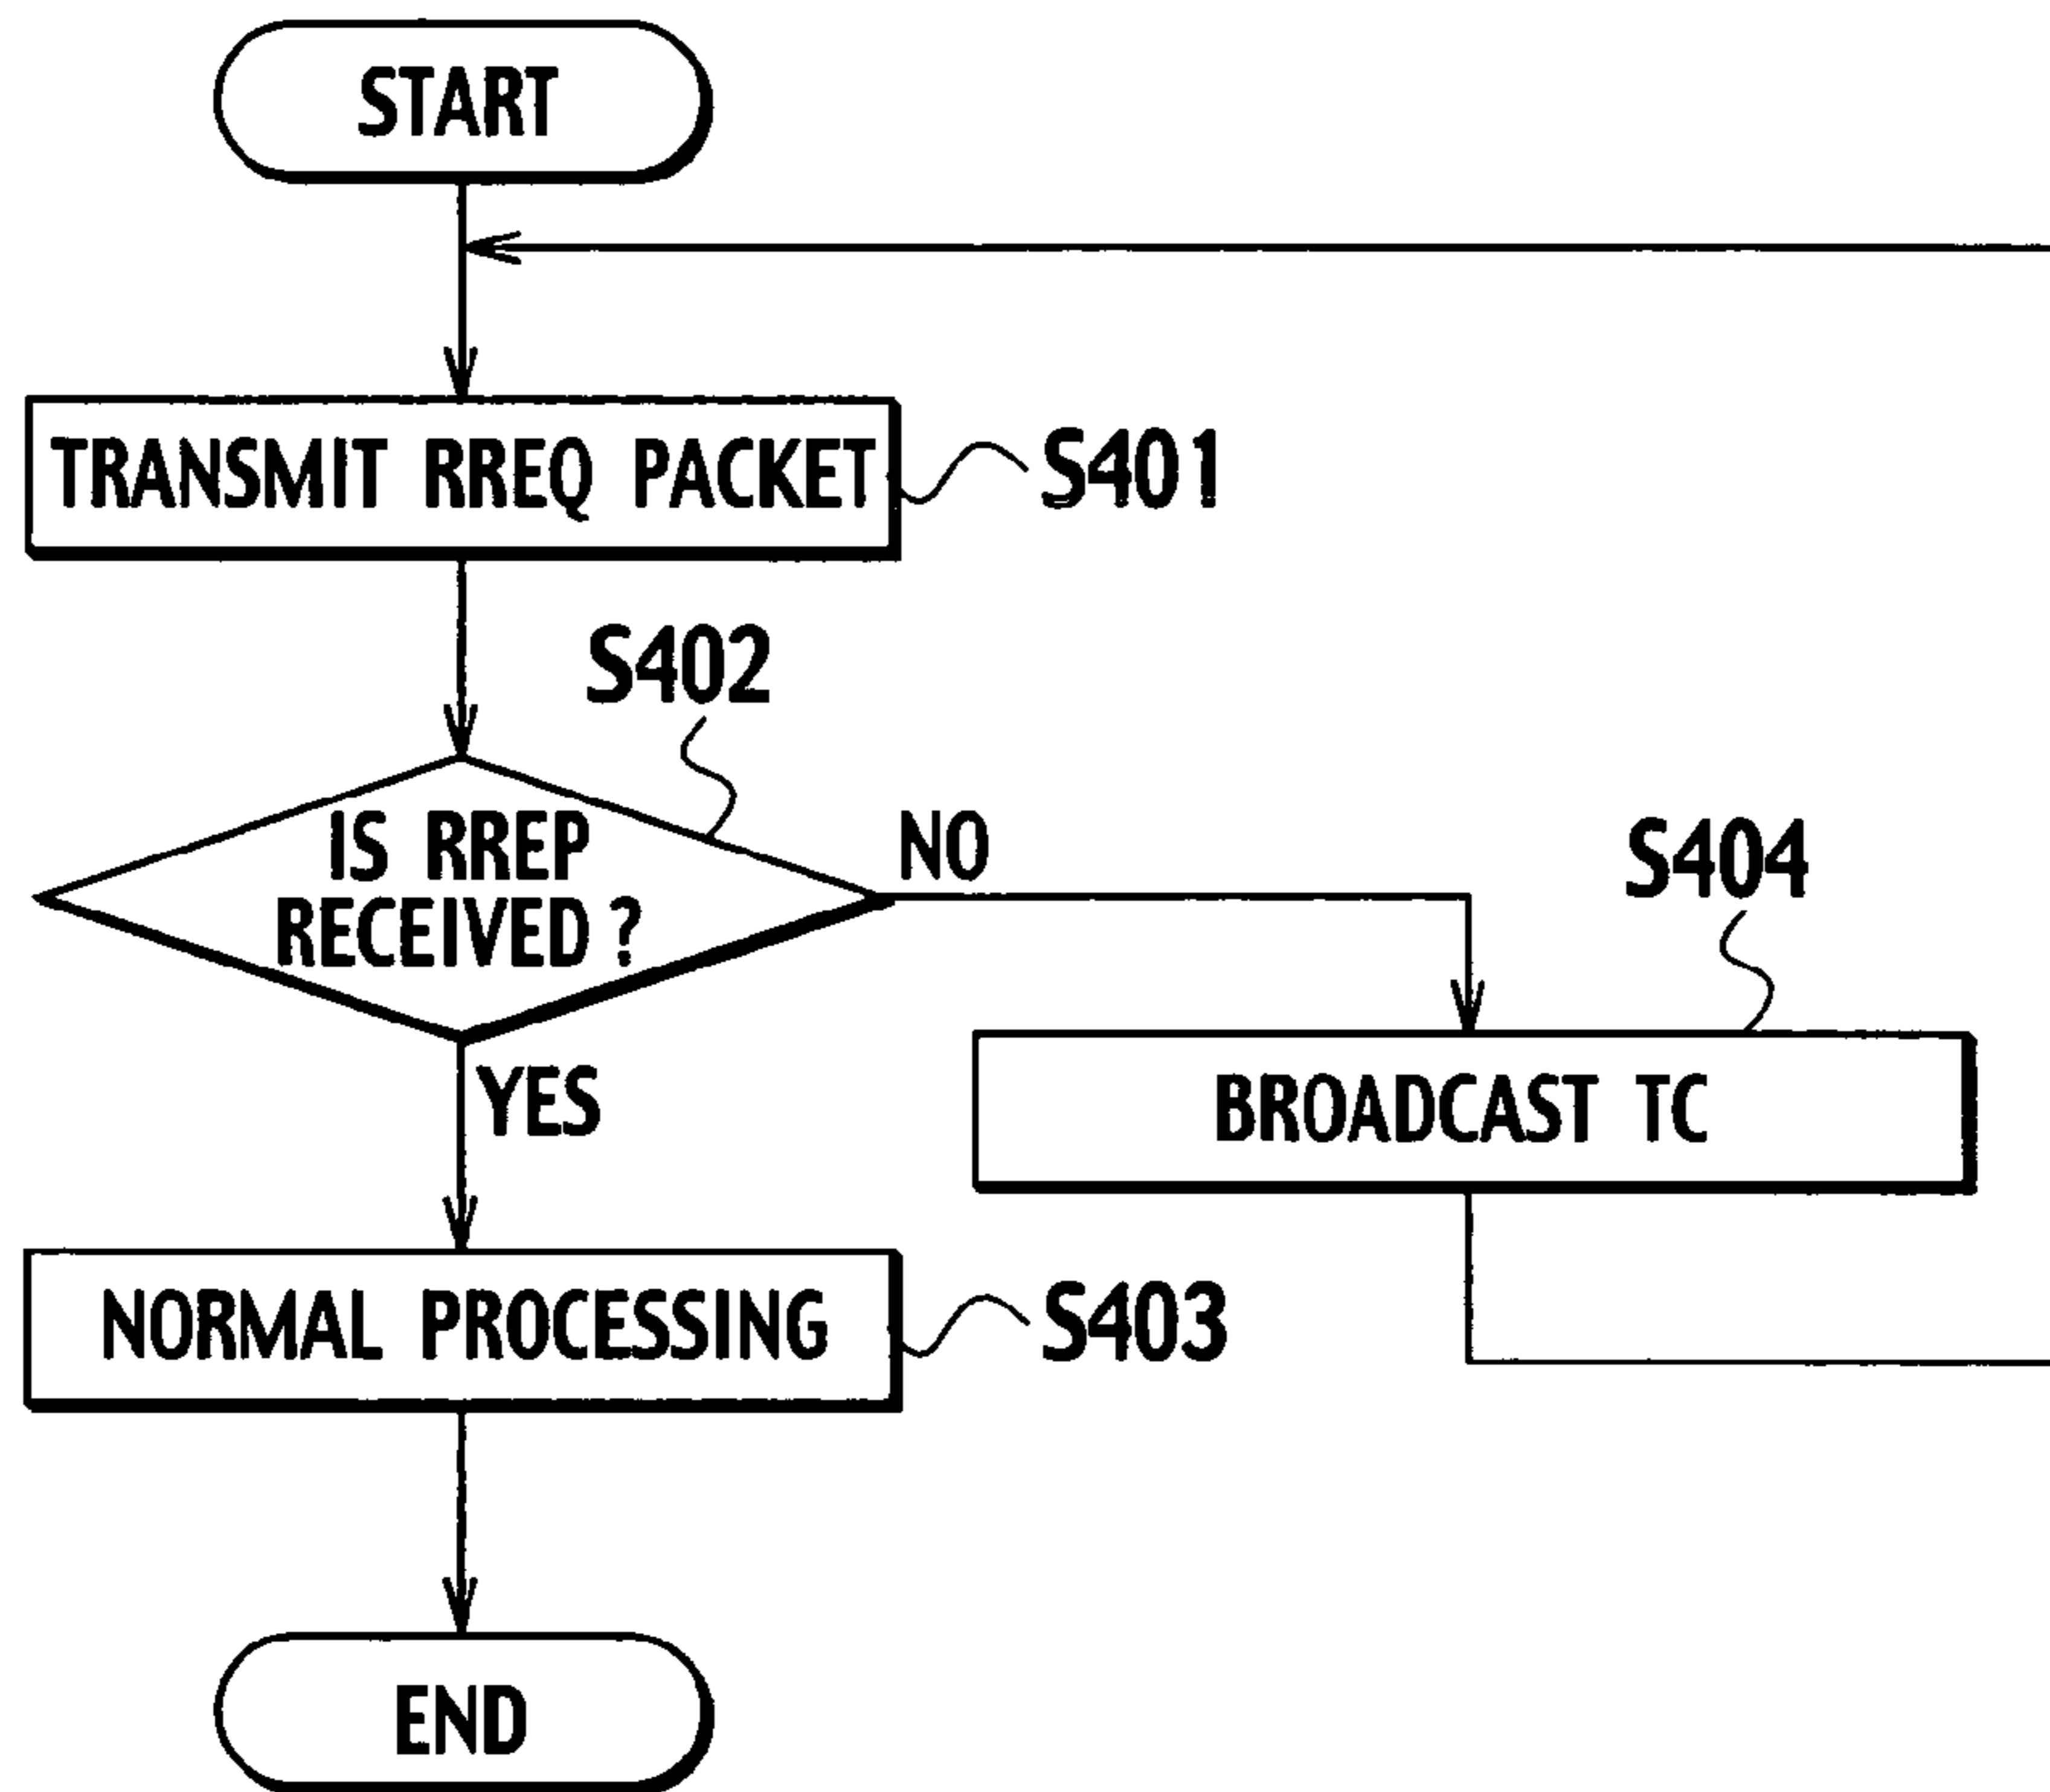 START
TRANSMIT RREQ PACKET
S401
S402
IS RREP
RECEIVED?
NO
S404
YES
BROADCAST TC
NORMAL PROCESSING
S403
END